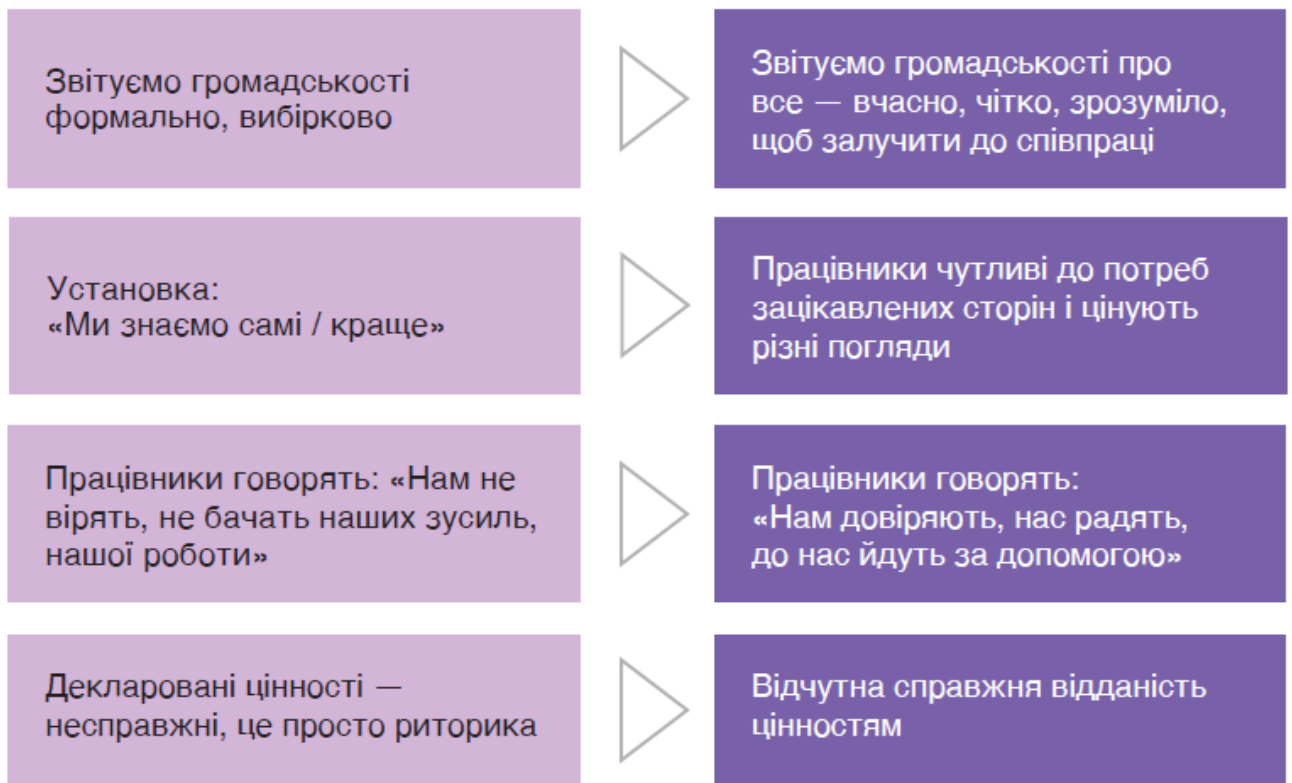 Звітуємо громадськості
формально, вибірково
Звітуємо громадськості про
все — вчасно, чітко, зрозуміло,
щоб залучити до співпраці
Установка:
«Ми знаємо самі / краще»
Працівники чутливі до потреб
зацікавлених сторін і цінують
різні погляди
Працівники говорять: «Нам не
вірять, не бачать наших зусиль,
нашої роботи»
Працівники говорять:
«Нам довіряють, нас радять,
до нас йдуть за допомогою»
Декларовані цінності —
несправжні, це просто риторика
Відчутна справжня відданість
цінностям